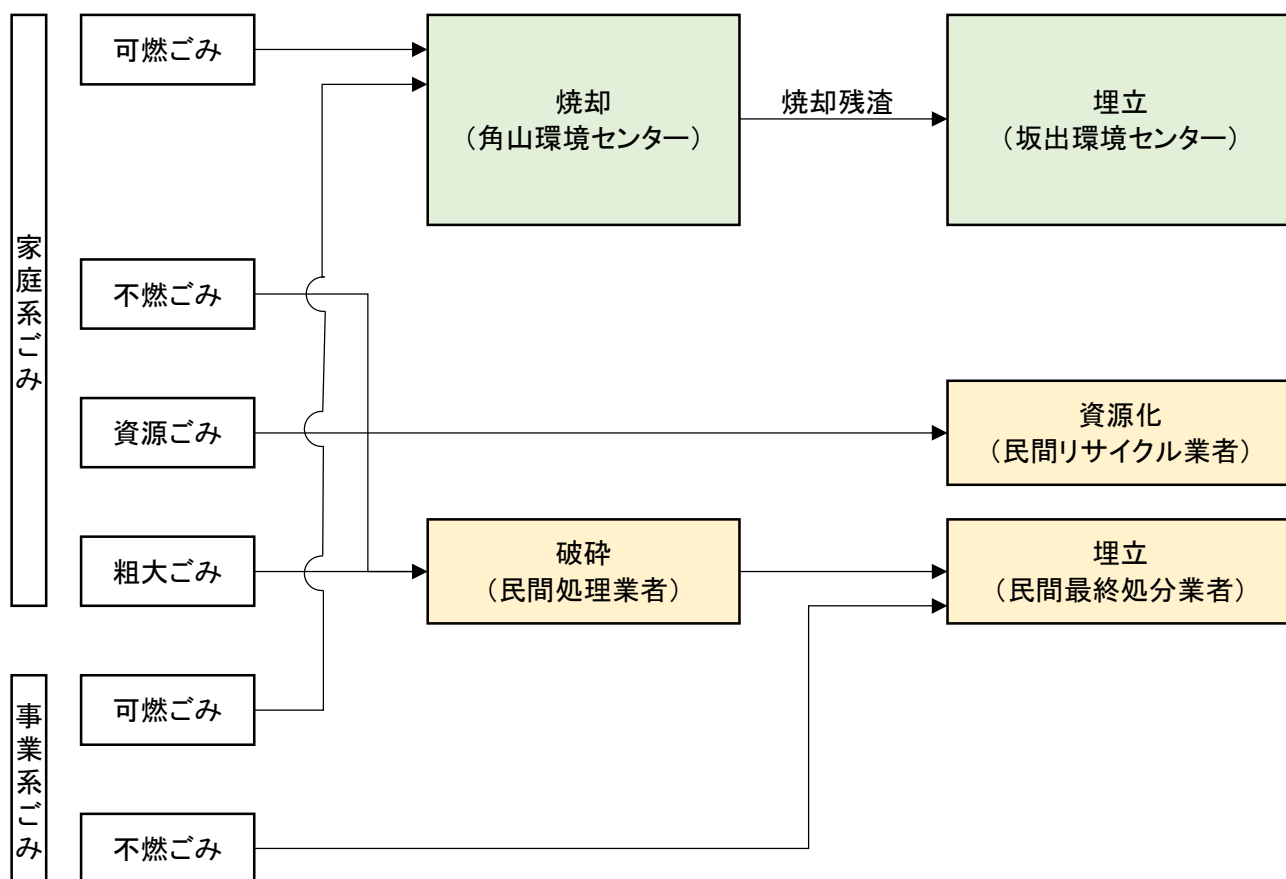 家庭系ごみ
可燃ごみ
焼却
（角山環境センター）
焼却残渣
埋立
（坂出環境センター）
不燃ごみ
資源ごみ
資源化
（民間リサイクル業者）
粗大ごみ
破砕
（民間処理業者）
埋立
（民間最終処分業者）
事業系ごみ
可燃ごみ
不燃ごみ